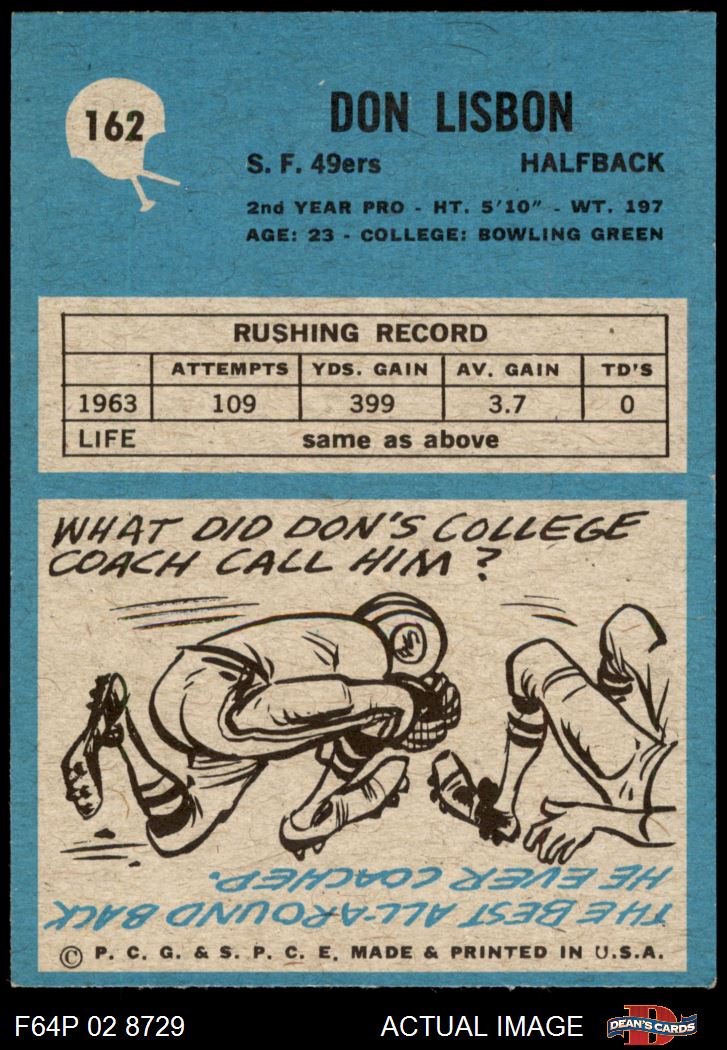 162
DON LISBON
S. F. 49ers HALFBACK
2nd YEAR PRO - HT. 5'10" - WT. 197
AGE: 23 - COLLEGE: BOWLING GREEN
RUSHING RECORD
ATTEMPTS YDS. GAIN AV. GAIN TD'S
1963 109 399 3.7 0
LIFE same as above
WHAT DID DON'S COLLEGE
COACH CALL HIM?
SF
THE BEST ALL-AROUND BACK
HE EVER COACHED.
© P. C. G. & S. P. C. E. MADE & PRINTED IN U.S.A.
F64P 02 8729 ACTUAL IMAGE
D
DEAN'S CARDS